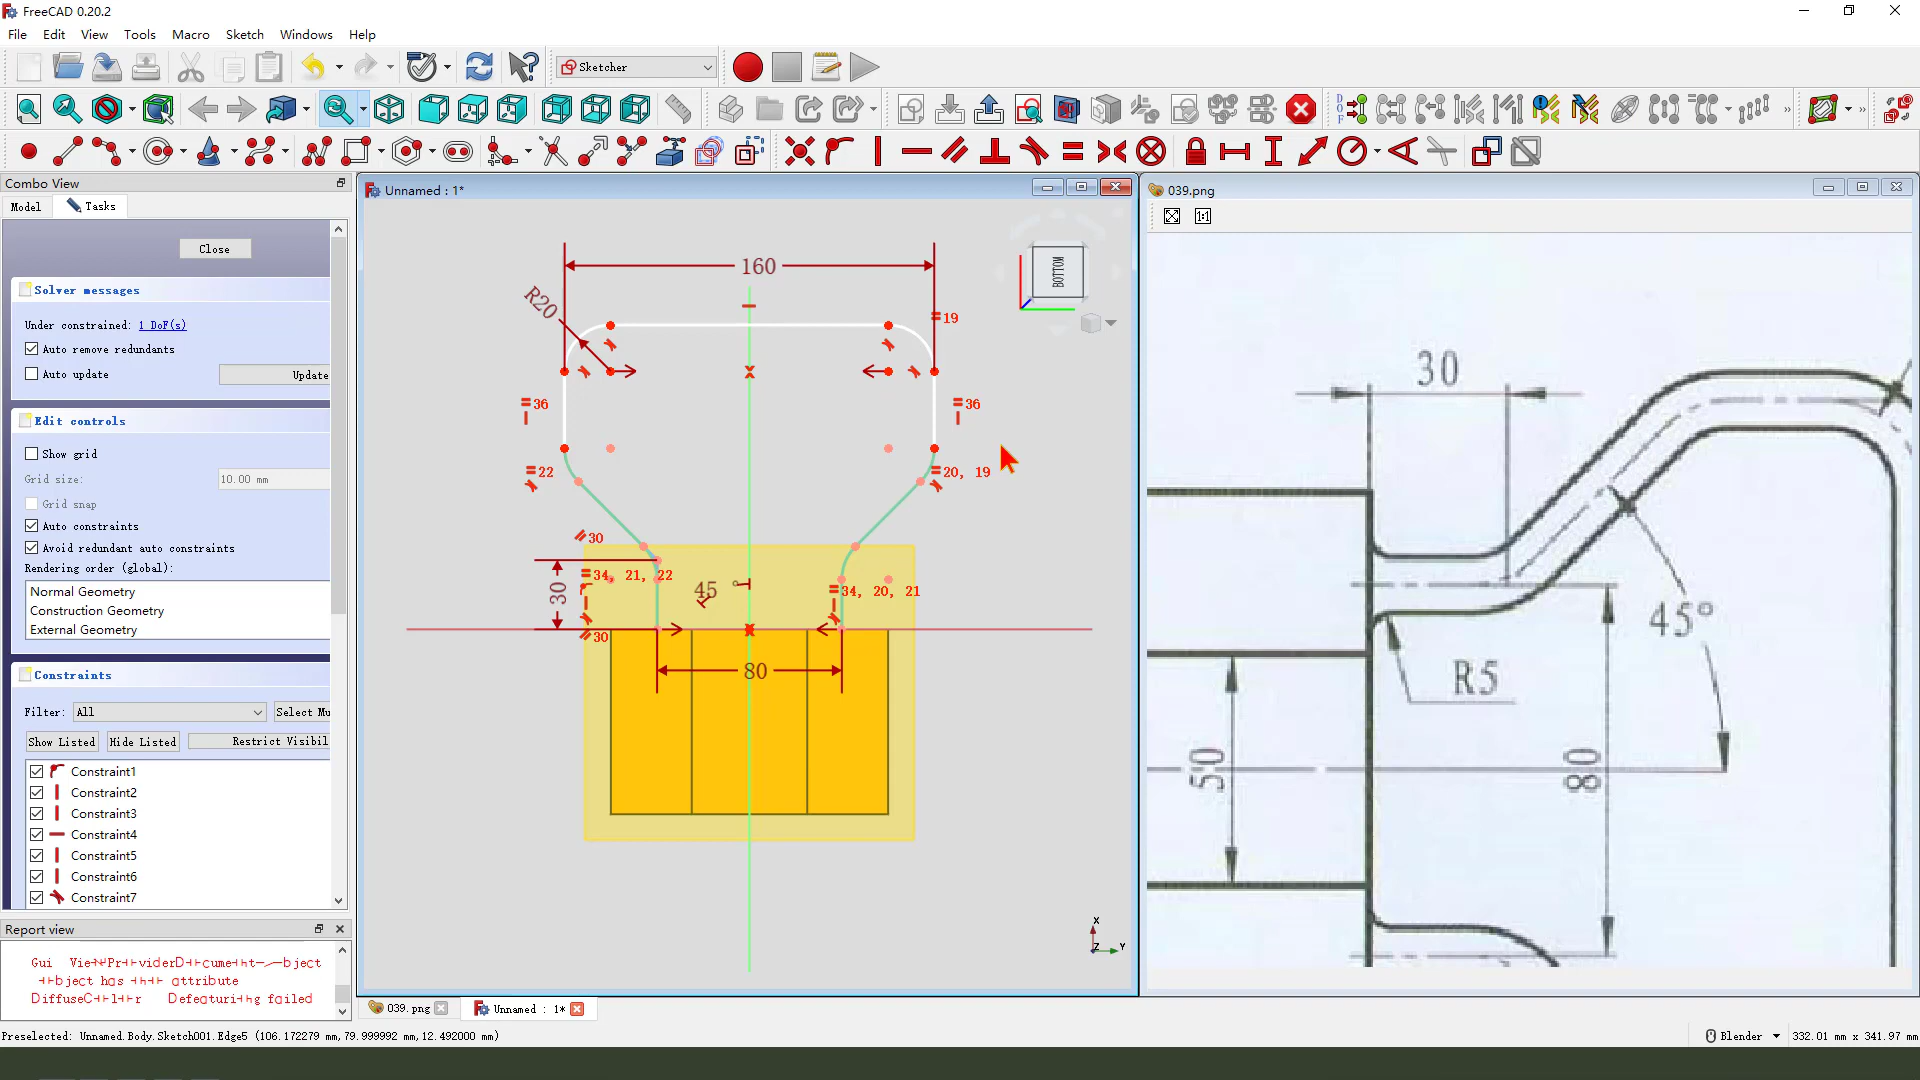 FreeCAD 0.20.2
File Edit View Tools Macro Sketch Windows Help
Sketcher
Combo View
Model Tasks
Close
Solver messages
Under constrained: 1 DoF(s)
Auto remove redundants
Auto update Update
Edit controls
Show grid
Grid size: 10.00 mm
Grid snap
Auto constraints
Avoid redundant auto constraints
Rendering order (global):
Normal Geometry
Construction Geometry
External Geometry
Constraints
Filter: All Select Mu
Show Listed Hide Listed Restrict Visibil
Constraint1
Constraint2
Constraint3
Constraint4
Constraint5
Constraint6
Constraint7
Report view
attribute
failed
Unnamed : 1*
160
R20
19
36
36
22
20, 19
30
34, 21, 22
45 °
34, 20, 21
30
30
80
BOTTOM
X
Z Y
039.png
30
45°
R5
50
80
039.png Unnamed : 1*
Preselected: Unnamed.Body.Sketch001.Edge5 (106.172279 mm,79.999992 mm,12.492000 mm)
Blender 332.01 mm x 341.97 mm